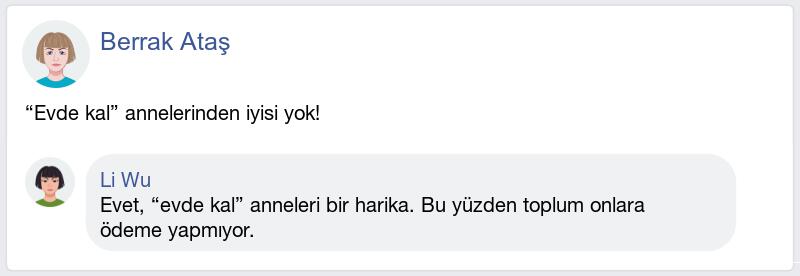 Berrak Ataş
“Evde kal” annelerinden iyisi yok!
Li Wu
Evet, “evde kal” anneleri bir harika. Bu yüzden toplum onlara
ödeme yapmıyor.